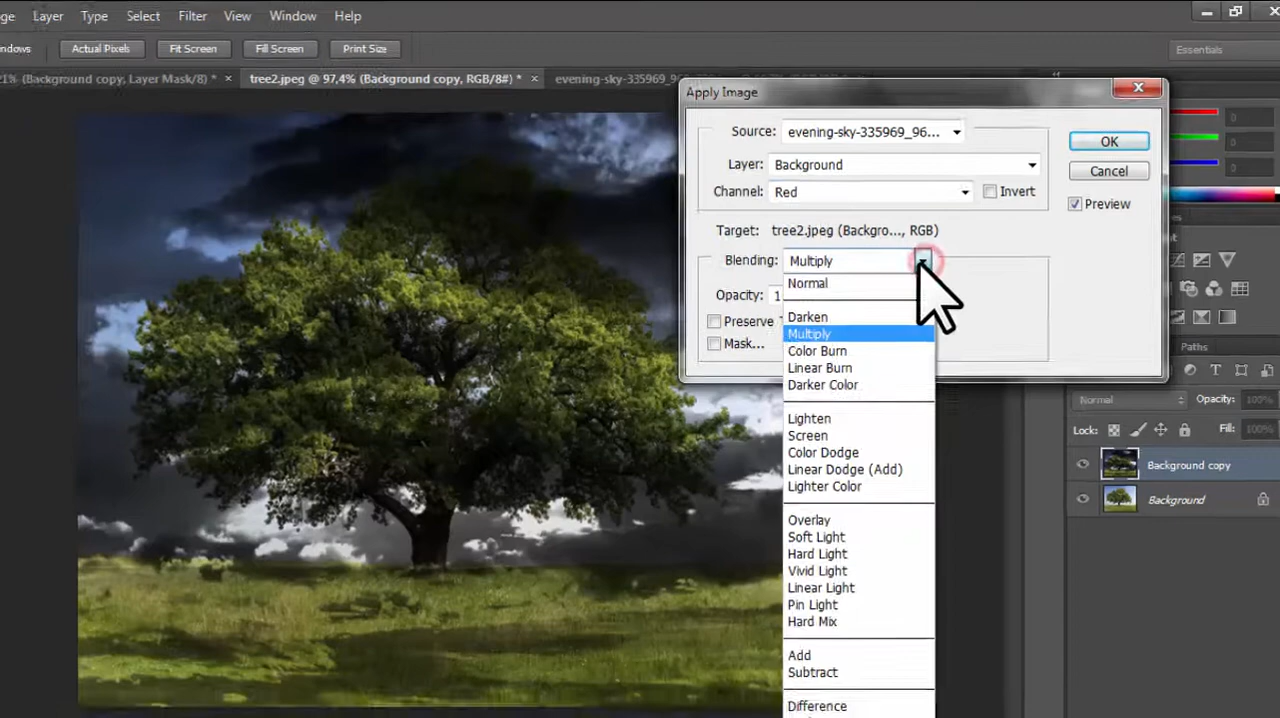 ge Layer Type Select Filter View Window Help
ndows Actual Pixels Fit Screen Fill Screen Print Size Essentials
1% (Background copy, Layer Mask/8) * × tree2.jpeg @ 97,4% (Background copy, RGB/8#) * × evening-sky-335969_96
Apply Image
Source: evening-sky-335969_96...
OK
Layer: Background
Cancel
Channel: Red Invert
Preview
Target: tree2.jpeg (Backgro..., RGB)
Blending: Multiply
Opacity: 1
Preserve T
Mask...
Normal
Darken
Multiply
Color Burn
Linear Burn
Darker Color
Lighten
Screen
Color Dodge
Linear Dodge (Add)
Lighter Color
Overlay
Soft Light
Hard Light
Vivid Light
Linear Light
Pin Light
Hard Mix
Add
Subtract
Difference
0
0
0
Paths
Normal Opacity: 100%
Lock: Fill: 100%
Background copy
Background